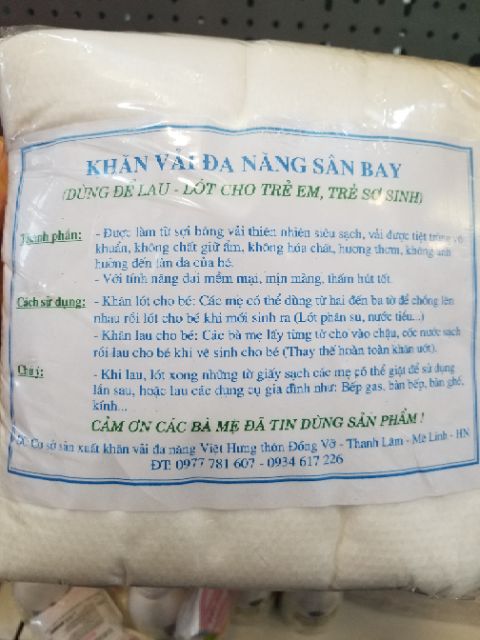 KHĂN VẢI ĐA NĂNG SÂN BAY
(DÙNG ĐỂ LAU - LÓT CHO TRẺ EM, TRẺ SƠ SINH)
Thành phần: - Được làm từ sợi bông vải thiên nhiên siêu sạch, vải được tiệt trùng vô
khuẩn, không chất giữ ẩm, không hóa chất, hương thơm, không ảnh
hưởng đến làn da của bé.
- Với tính năng dai mềm mại, mịn màng, thấm hút tốt.
Cách sử dụng: - Khăn lót cho bé: Các mẹ có thể dùng từ hai đến ba tờ để chồng lên
nhau rồi lót cho bé khi mới sinh ra (Lót phân su, nước tiểu...)
- Khăn lau cho bé: Các bà mẹ lấy từng tờ cho vào chậu, cốc nước sạch
rồi lau cho bé khi vệ sinh cho bé (Thay thế hoàn toàn khăn ướt).
Chú ý: - Khi lau, lót xong những tờ giấy sạch các mẹ có thể giặt để sử dụng
lần sau, hoặc lau các dụng cụ gia đình như: Bếp gas, bàn bếp, bàn ghế,
kính...
CẢM ƠN CÁC BÀ MẸ ĐÃ TIN DÙNG SẢN PHẨM !
ĐC: Cơ sở sản xuất khăn vải đa năng Việt Hưng thôn Đồng Vỡ - Thanh Lâm - Mê Linh - HN
ĐT: 0977 781 607 - 0934 617 226